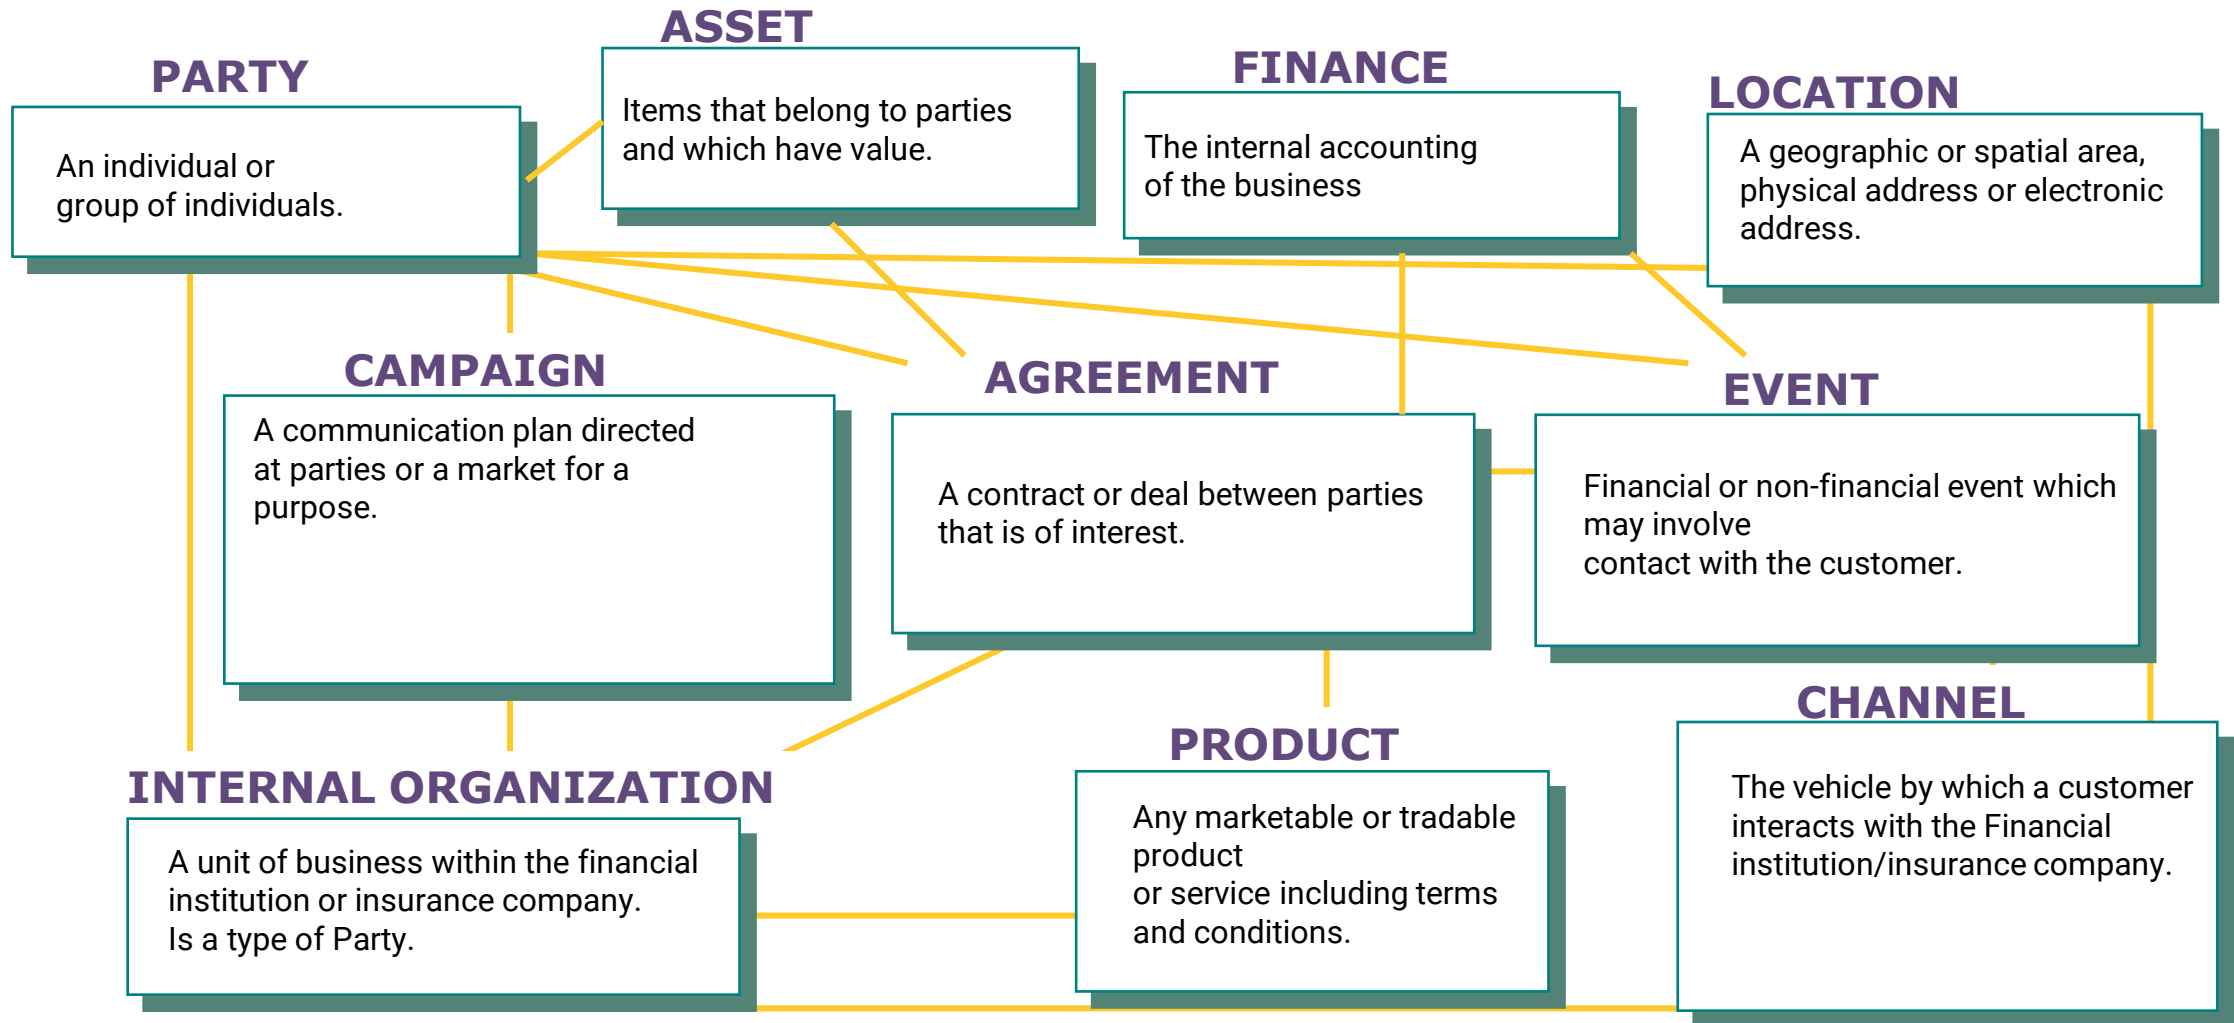 PARTY
An individual or
group of individuals.
ASSET
Items that belong to parties
and which have value.
FINANCE
The internal accounting
of the business
LOCATION
A geographic or spatial area,
physical address or electronic
address.
CAMPAIGN
A communication plan directed
at parties or a market for a
purpose.
AGREEMENT
A contract or deal between parties
that is of interest.
EVENT
Financial or non-financial event which
may involve
contact with the customer.
INTERNAL ORGANIZATION
A unit of business within the financial
institution or insurance company.
Is a type of Party.
PRODUCT
Any marketable or tradable
product
or service including terms
and conditions.
CHANNEL
The vehicle by which a customer
interacts with the Financial
institution/insurance company.